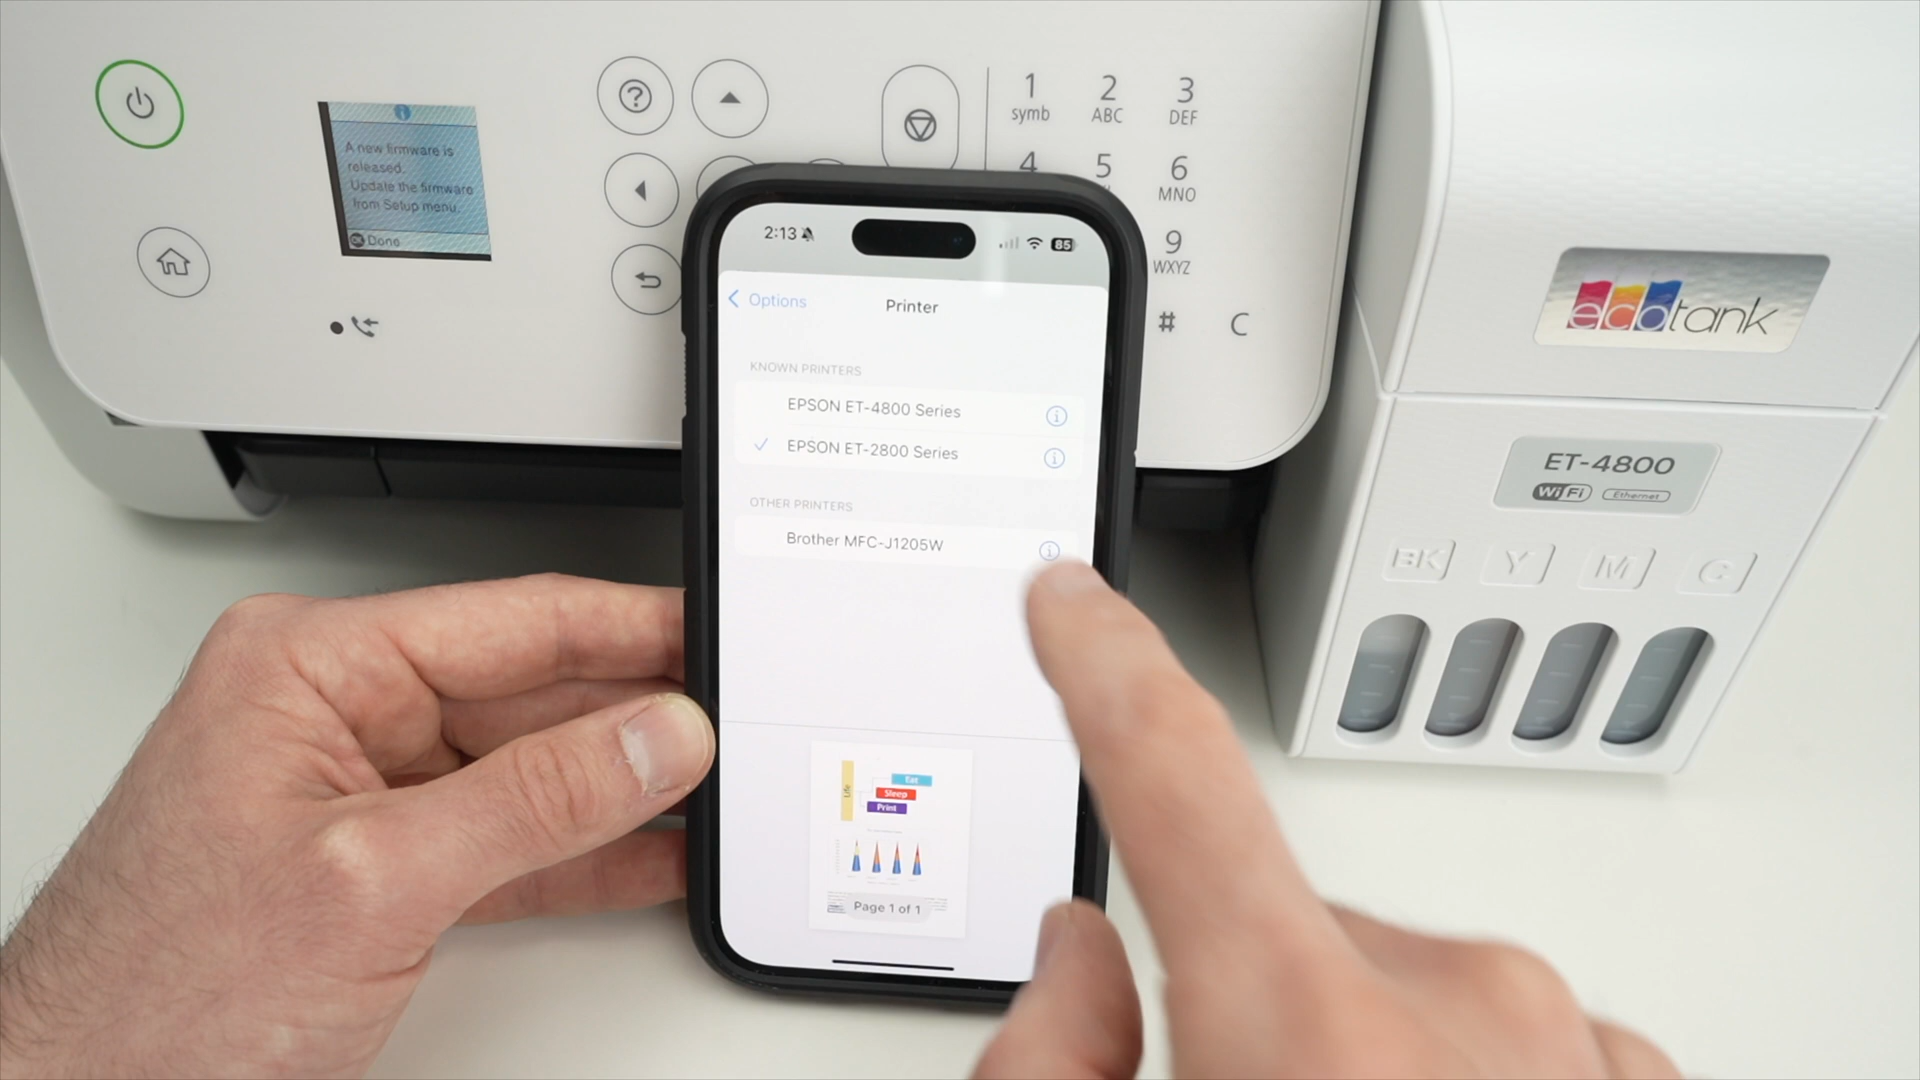 A new firmware is
released.
Update the firmware
from Setup menu.
OK Done
?
1 2 3
symb ABC DEF
4 5 6
MNO
9
WXYZ
# C
2:13
85
Options
Printer
KNOWN PRINTERS
EPSON ET-4800 Series
EPSON ET-2800 Series
OTHER PRINTERS
Brother MFC-J1205W
Life
Eat
Sleep
Print
Page 1 of 1
ecotank
ET-4800
WiFi Ethernet
BK Y M C